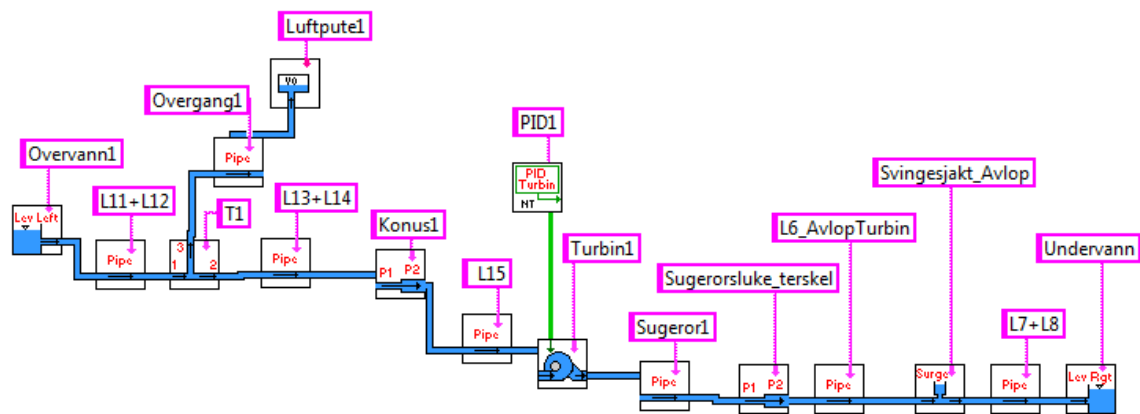 Luftpute1
V0
Overgang1
Pipe
PID1
PID
Turbin
NT
Overvann1
Lev Left
L11+L12
Pipe
T1
3
1
2
L13+L14
Pipe
Konus1
P1
P2
L15
Pipe
Turbin1
Sugeror1
Pipe
Sugerorsluke_terskel
P1
P2
L6_AvlopTurbin
Pipe
Svingesjakt_Avlop
Surge
L7+L8
Pipe
Undervann
Lev Rgt